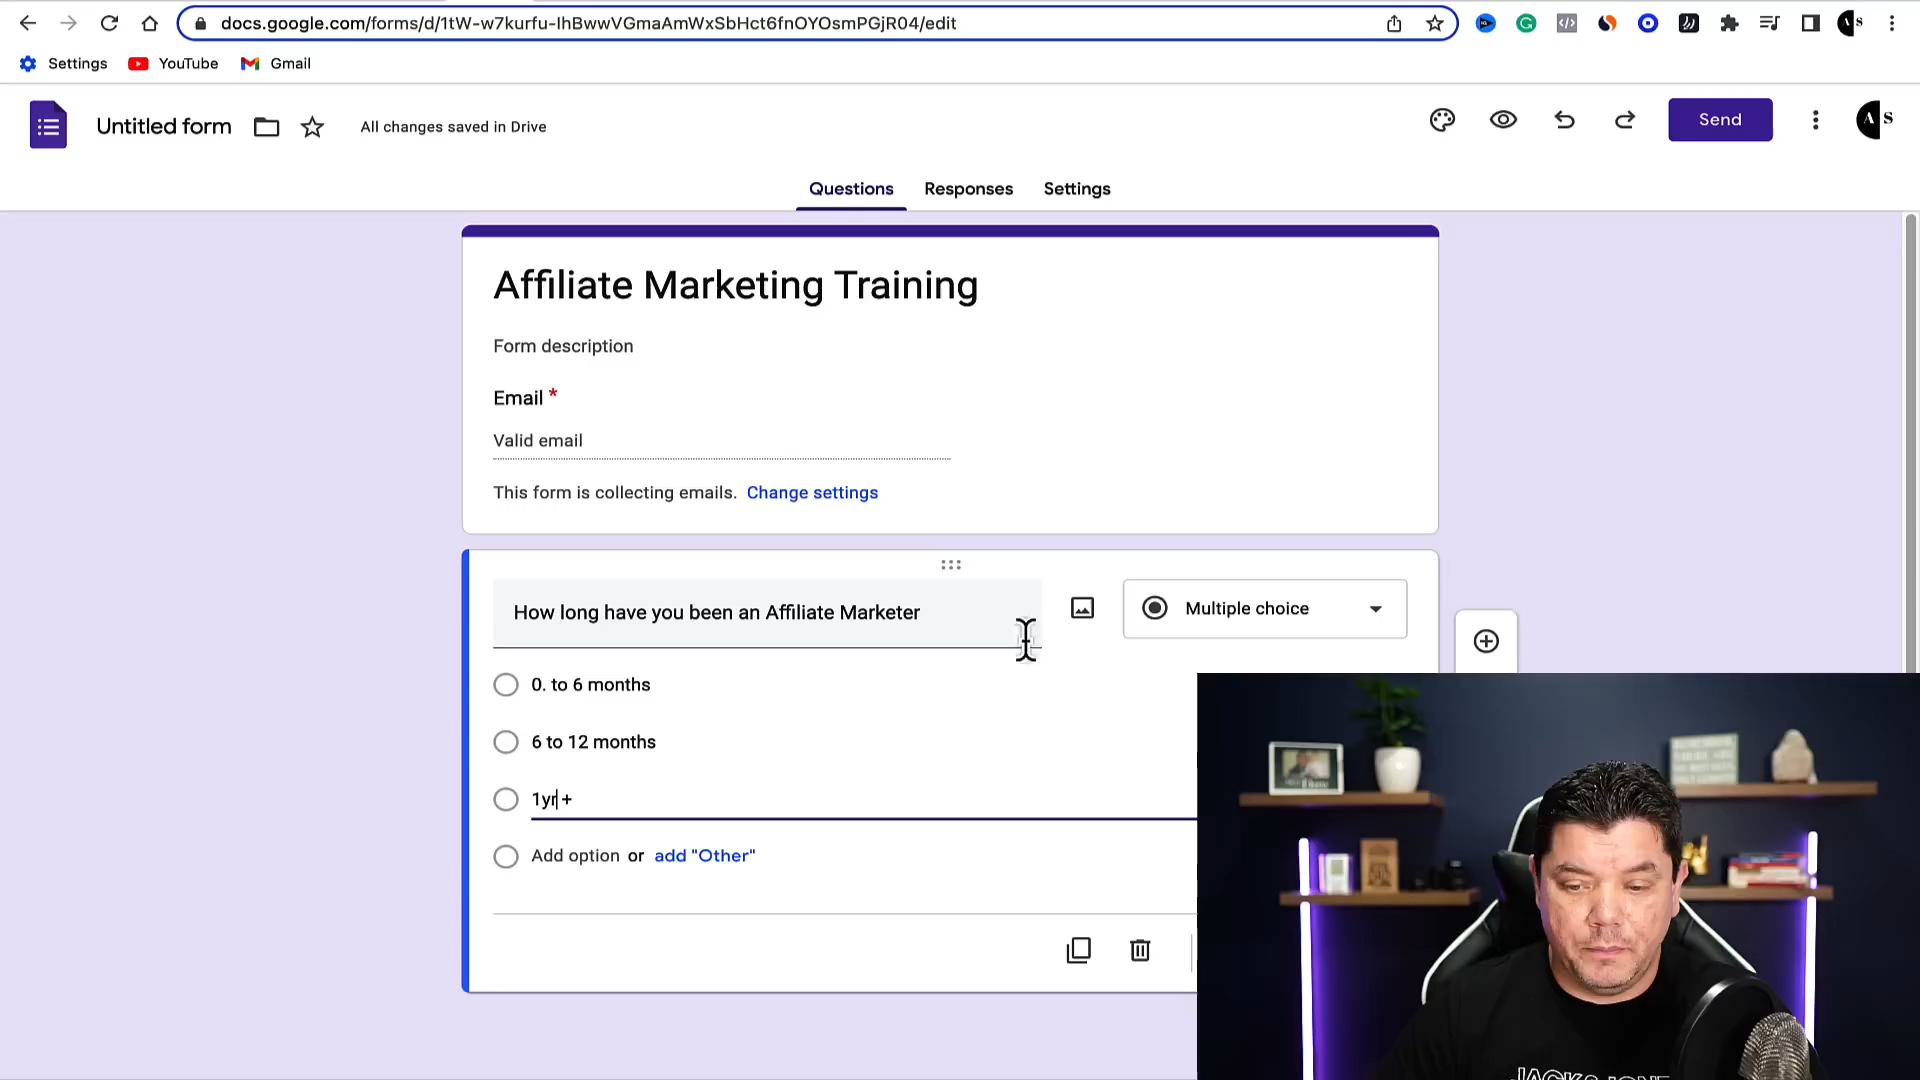 docs.google.com/forms/d/1tW-w7kurfu-IhBwwVGmaAmWxSbHct6fnOYOsmPGjR04/edit
Settings YouTube Gmail
Untitled form All changes saved in Drive
Send
A S
Questions Responses Settings
Affiliate Marketing Training
Form description
Email *
Valid email
This form is collecting emails. Change settings
How long have you been an Affiliate Marketer
Multiple choice
0. to 6 months
6 to 12 months
1yr +
Add option or add "Other"
JACK & JONES